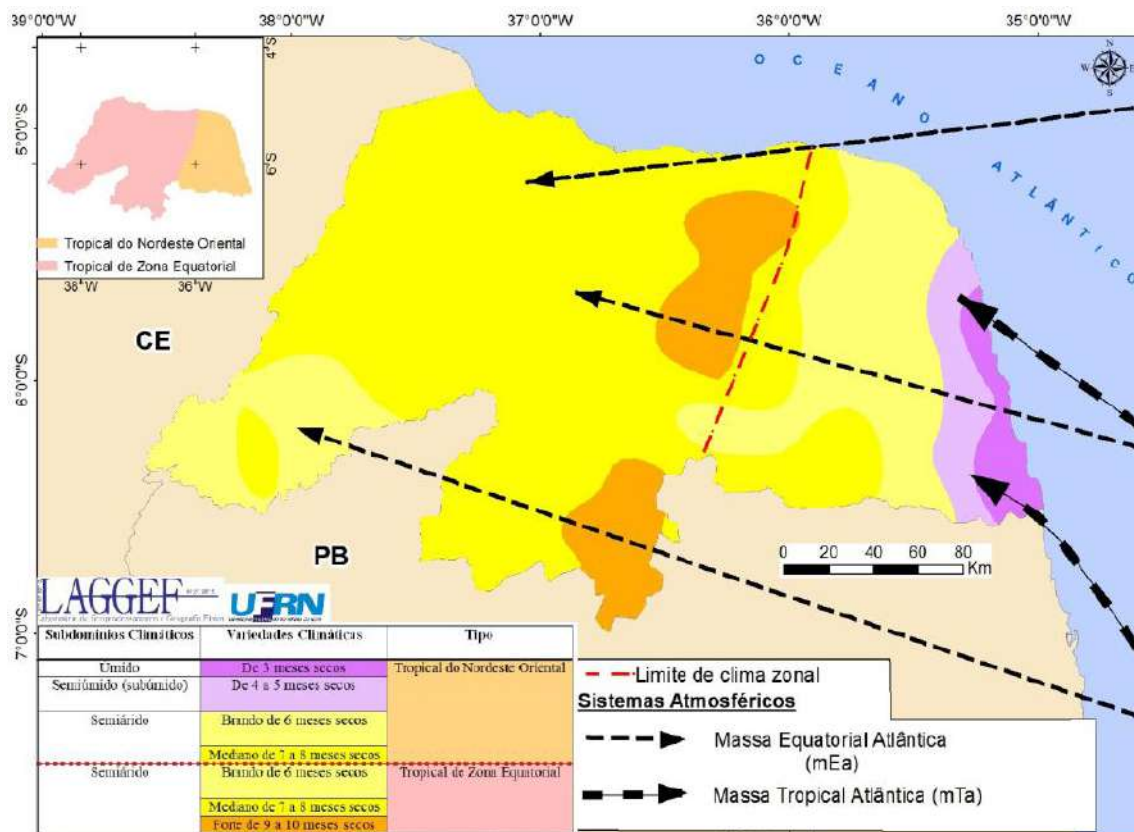 39°0'0"W 38°0'0"W 37°0'0"W 36°0'0"W 35°0'0"W
4°S
5°0'0"S
6°S
Tropical do Nordeste Oriental
Tropical de Zona Equatorial
38°W 36°W
OCEANO
ATLÂNTICO
N
W E
S
CE
6°0'0"S
PB
0 20 40 60 80
Km
LAGGEF
UFRN
7°0'0"S
Subdomínios Climáticos Variedades Climáticas Tipo
Úmido De 3 meses secos Tropical do Nordeste Oriental
Semiúmido (subúmido) De 4 a 5 meses secos
Semiárido Brando de 6 meses secos
Mediano de 7 a 8 meses secos
Semiárido Brando de 6 meses secos Tropical de Zona Equatorial
Mediano de 7 a 8 meses secos
Forte de 9 a 10 meses secos
Limite de clima zonal
Sistemas Atmosféricos
Massa Equatorial Atlântica
(mEa)
Massa Tropical Atlântica (mTa)